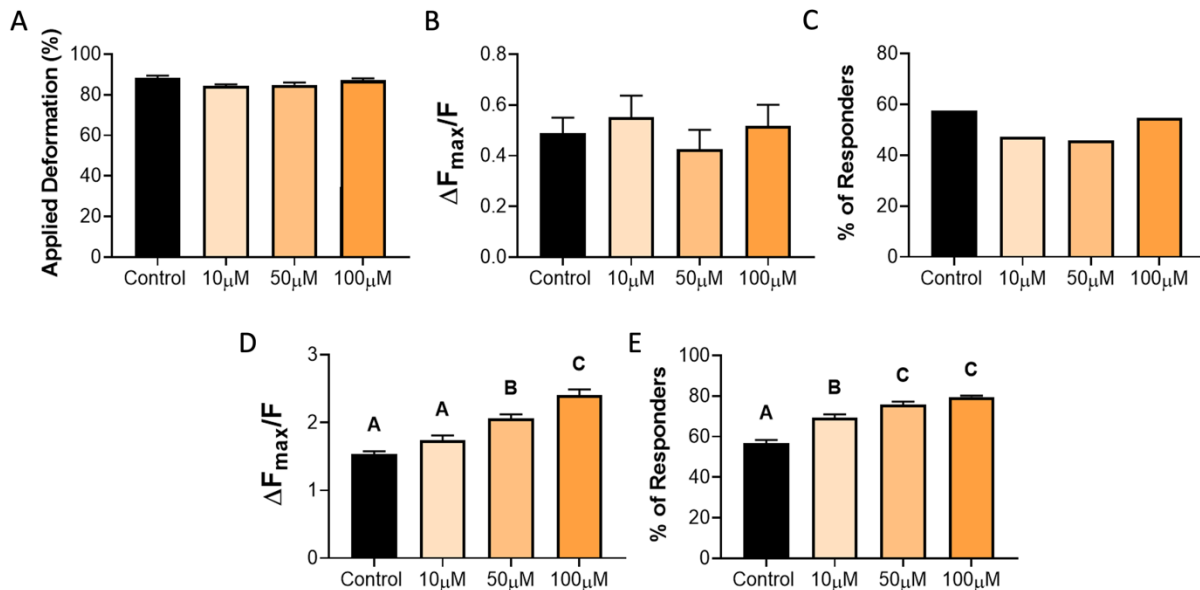 A
Applied Deformation (%)
100
80
60
40
20
0
Control 10μM 50μM 100μM
B
ΔFmax/F
0.8
0.6
0.4
0.2
0.0
Control 10μM 50μM 100μM
C
% of Responders
80
60
40
20
0
Control 10μM 50μM 100μM
D
ΔFmax/F
3
2
1
0
A A B C
Control 10μM 50μM 100μM
E
% of Responders
100
80
60
40
20
0
A B C C
Control 10μM 50μM 100μM